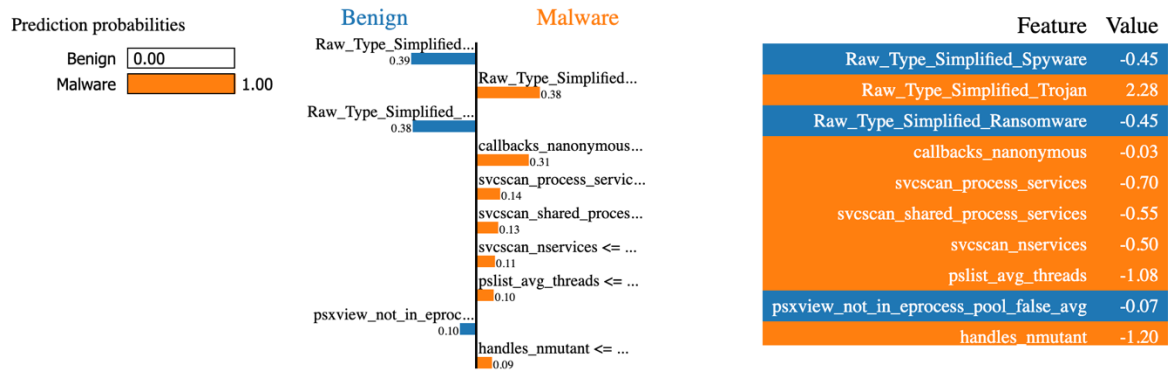 Prediction probabilities
Benign 0.00
Malware 1.00
Benign Malware
Raw_Type_Simplified...
0.39
Raw_Type_Simplified...
0.38
Raw_Type_Simplified_...
0.38
callbacks_nanonymous...
0.31
svcscan_process_servic...
0.14
svcscan_shared_proces...
0.13
svcscan_nservices <= ...
0.11
pslist_avg_threads <= ...
0.10
psxview_not_in_eproc...
0.10
handles_nmutant <= ...
0.09
Feature Value
Raw_Type_Simplified_Spyware -0.45
Raw_Type_Simplified_Trojan 2.28
Raw_Type_Simplified_Ransomware -0.45
callbacks_nanonymous -0.03
svcscan_process_services -0.70
svcscan_shared_process_services -0.55
svcscan_nservices -0.50
pslist_avg_threads -1.08
psxview_not_in_eprocess_pool_false_avg -0.07
handles_nmutant -1.20